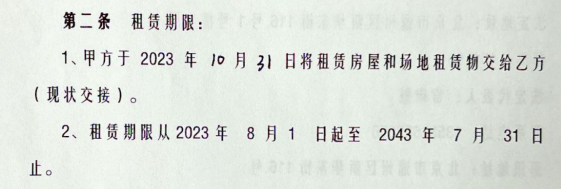 第二条 租赁期限：
1、甲方于 2023 年 10 月 31 日将租赁房屋和场地租赁物交给乙方
（现状交接）。
2、租赁期限从2023年 8 月 1 日起至 2043 年 7 月 31 日
止。